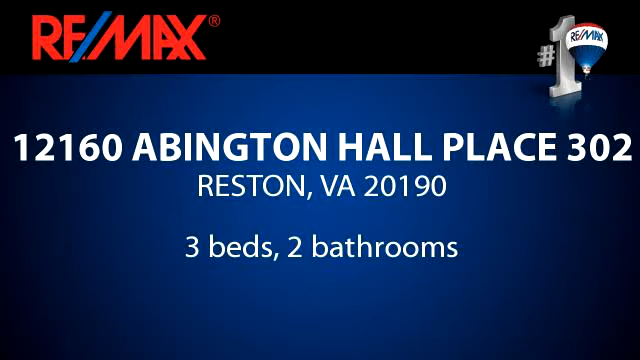 RE/MAX®
#1 RE/MAX
12160 ABINGTON HALL PLACE 302
RESTON, VA 20190
3 beds, 2 bathrooms